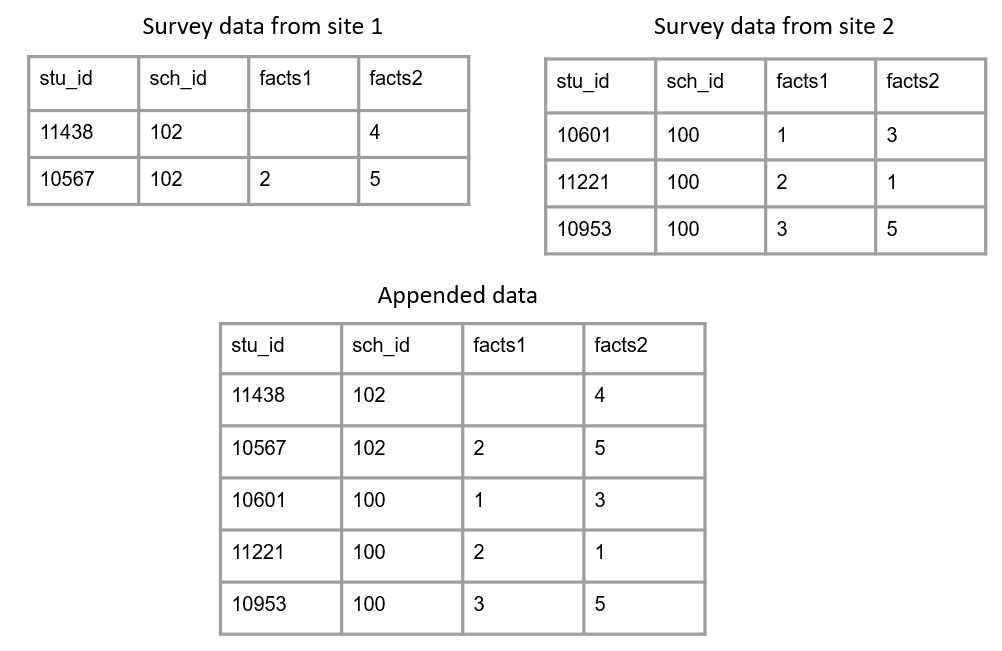 Survey data from site 1
stu_id sch_id facts1 facts2
11438 102 4
10567 102 2 5
Survey data from site 2
stu_id sch_id facts1 facts2
10601 100 1 3
11221 100 2 1
10953 100 3 5
Appended data
stu_id sch_id facts1 facts2
11438 102 4
10567 102 2 5
10601 100 1 3
11221 100 2 1
10953 100 3 5